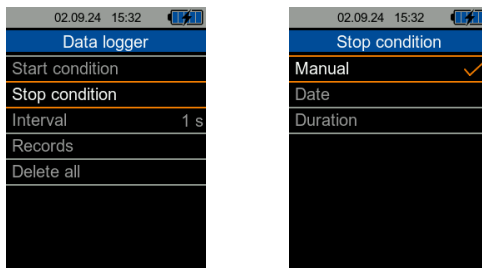 02.09.24 15:32
Data logger
Start condition
Stop condition
Interval 1 s
Records
Delete all
02.09.24 15:32
Stop condition
Manual
Date
Duration